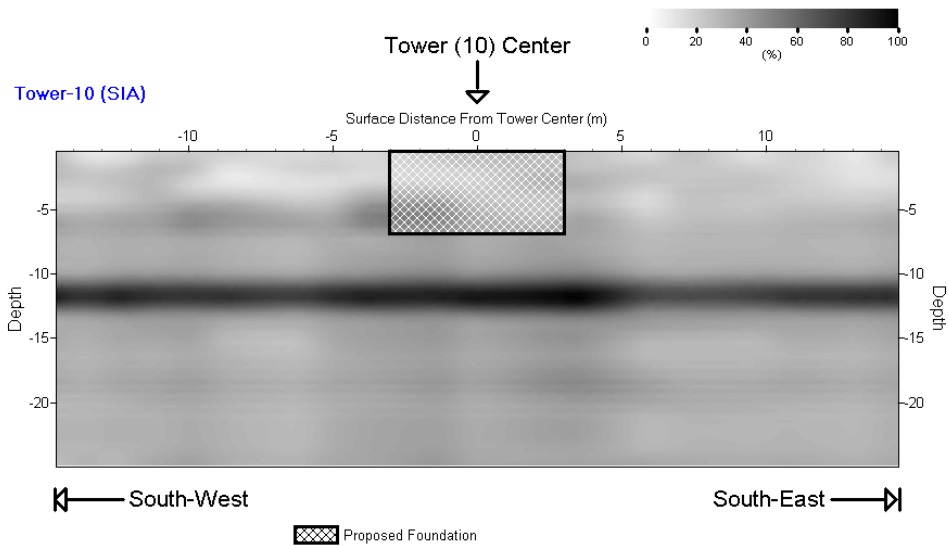 0 20 40 60 80 100
(%)
Tower (10) Center
Tower-10 (SIA)
Surface Distance From Tower Center (m)
-10 -5 0 5 10
-5 -5
-10 -10
-15 -15
-20 -20
Depth
Depth
South-West
South-East
Proposed Foundation